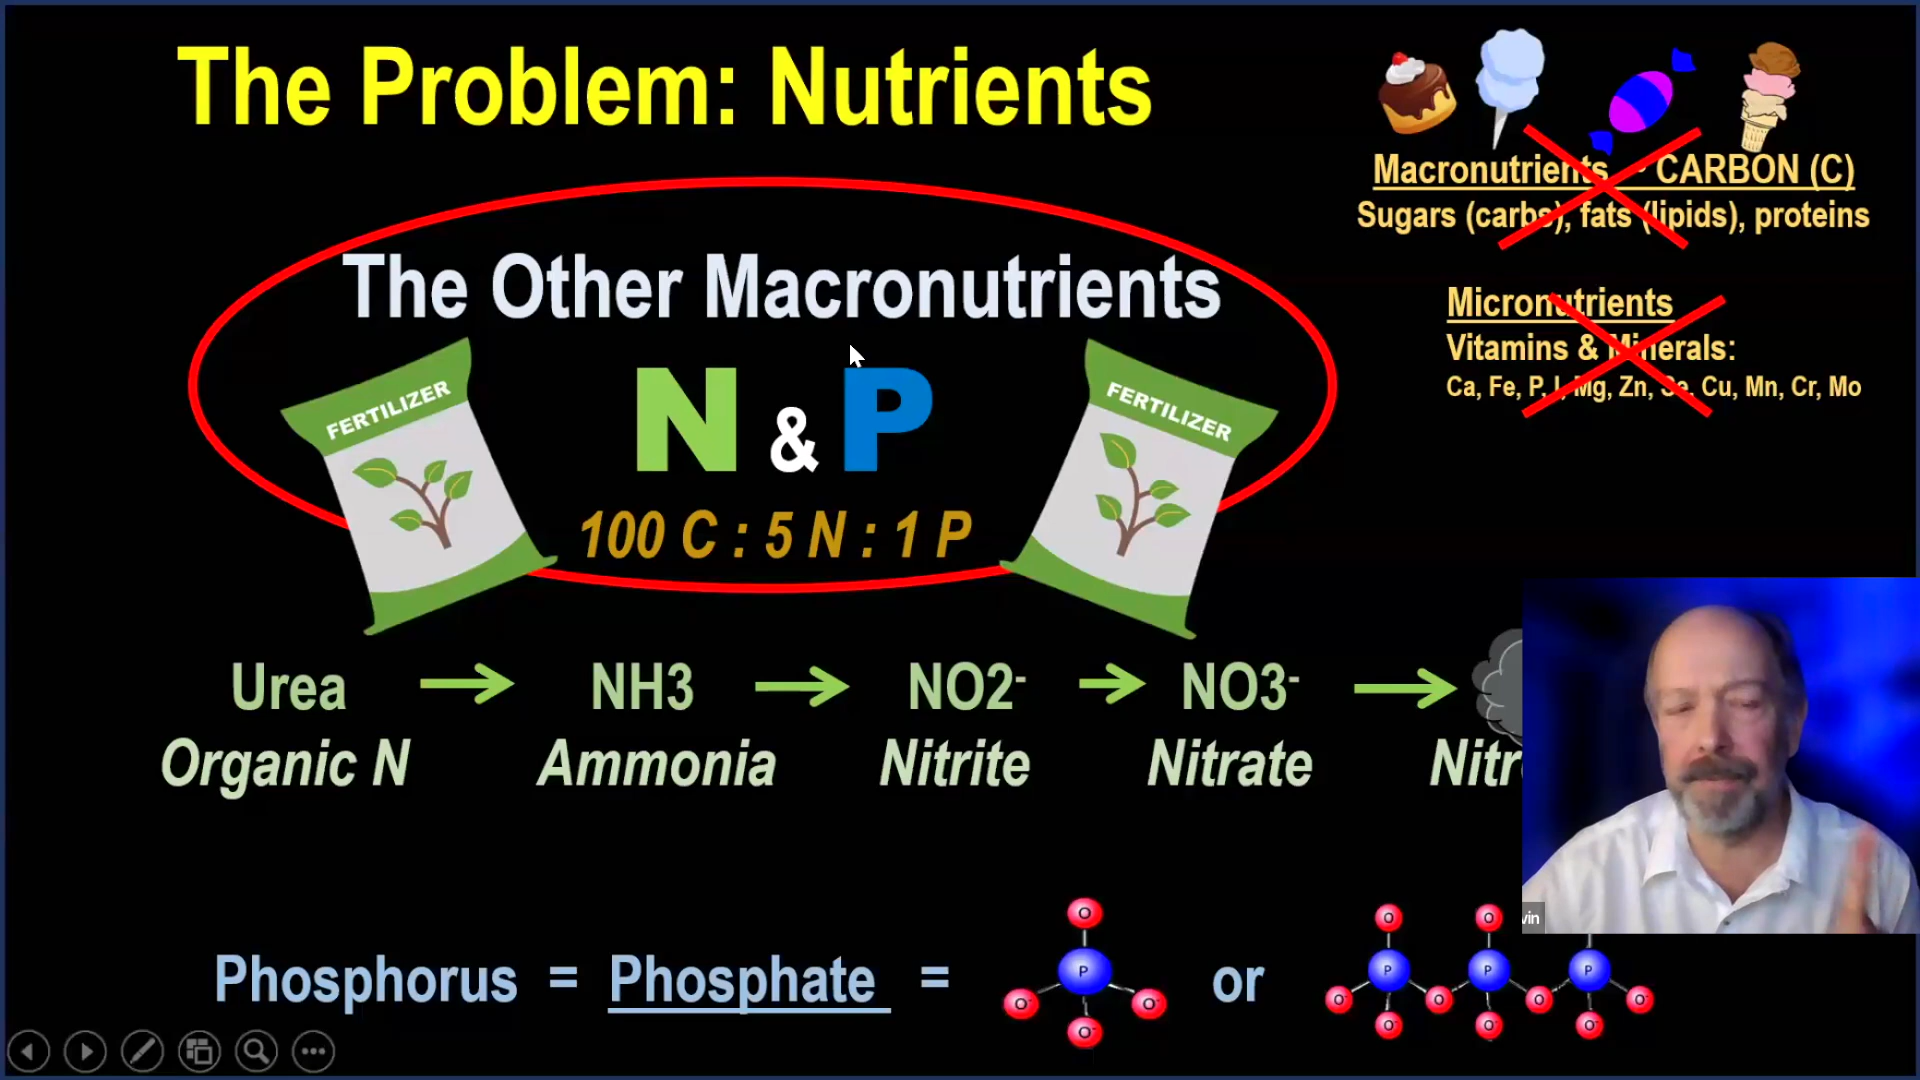 The Problem: Nutrients
Macronutrients - CARBON (C)
Sugars (carbs), fats (lipids), proteins
Micronutrients
Vitamins & Minerals:
Ca, Fe, P, I, Mg, Zn, Se, Cu, Mn, Cr, Mo
The Other Macronutrients
FERTILIZER
N & P
FERTILIZER
100 C : 5 N : 1 P
Urea NH3 NO2- NO3-
Organic N Ammonia Nitrite Nitrate Nitr
vin
Phosphorus = Phosphate = or
O P O- O- O-
O P O- O- O O P O- O P O- O-